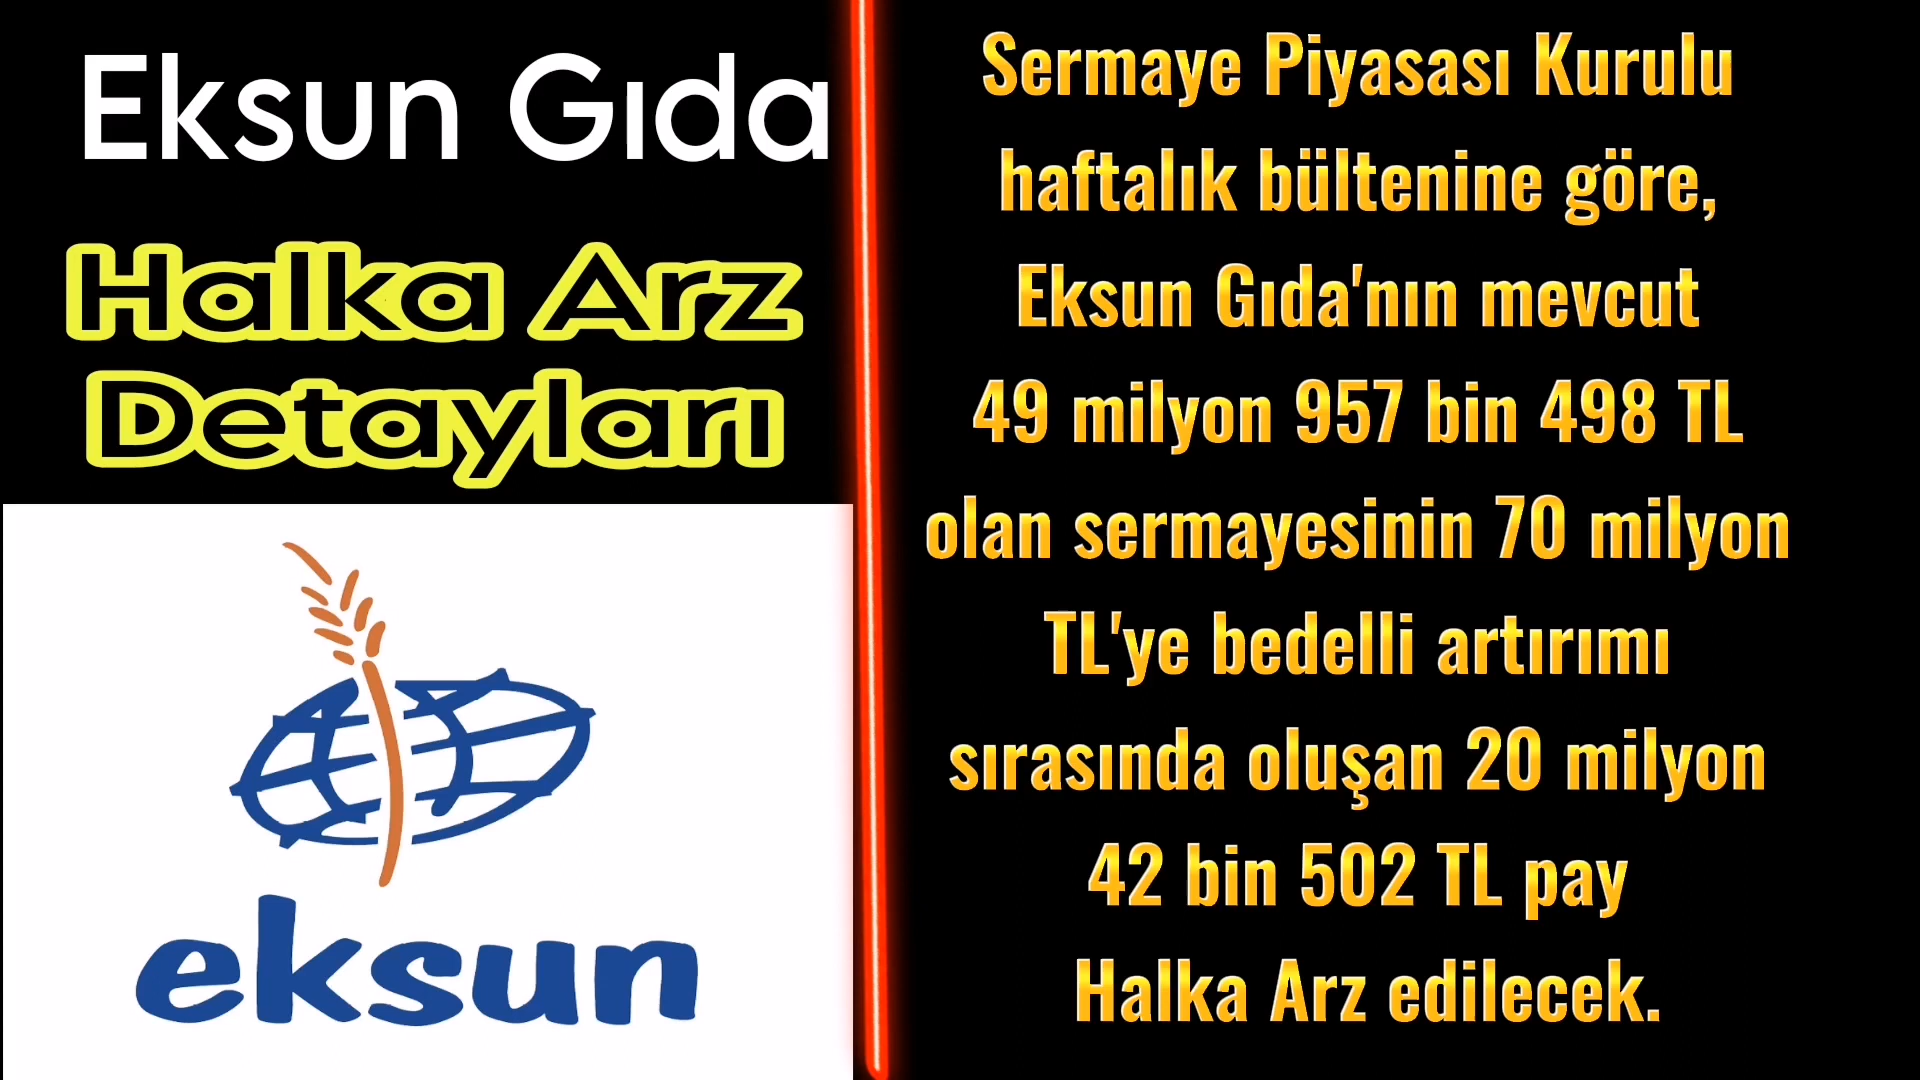 Eksun Gıda
Halka Arz
Detayları
eksun
Sermaye Piyasası Kurulu
haftalık bültenine göre,
Eksun Gıda'nın mevcut
49 milyon 957 bin 498 TL
olan sermayesinin 70 milyon
TL'ye bedelli artırımı
sırasında oluşan 20 milyon
42 bin 502 TL pay
Halka Arz edilecek.